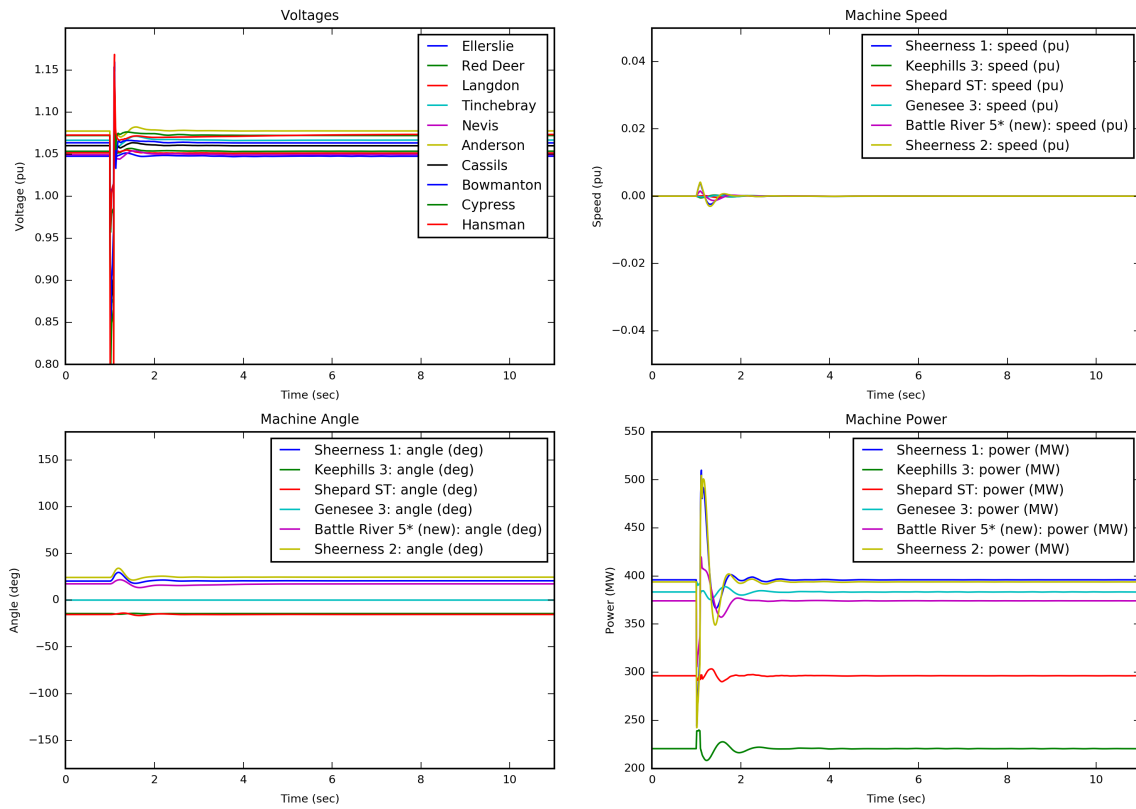 Voltages
Voltage (pu)
1.15
1.10
1.05
1.00
0.95
0.90
0.85
0.80
Ellerslie
Red Deer
Langdon
Tinchebray
Nevis
Anderson
Cassils
Bowmanton
Cypress
Hansman
0 2 4 6 8 10
Time (sec)
Machine Speed
Speed (pu)
0.04
0.02
0.00
−0.02
−0.04
Sheerness 1: speed (pu)
Keephills 3: speed (pu)
Shepard ST: speed (pu)
Genesee 3: speed (pu)
Battle River 5* (new): speed (pu)
Sheerness 2: speed (pu)
0 2 4 6 8 10
Time (sec)
Machine Angle
Angle (deg)
150
100
50
0
−50
−100
−150
Sheerness 1: angle (deg)
Keephills 3: angle (deg)
Shepard ST: angle (deg)
Genesee 3: angle (deg)
Battle River 5* (new): angle (deg)
Sheerness 2: angle (deg)
0 2 4 6 8 10
Time (sec)
Machine Power
Power (MW)
550
500
450
400
350
300
250
200
Sheerness 1: power (MW)
Keephills 3: power (MW)
Shepard ST: power (MW)
Genesee 3: power (MW)
Battle River 5* (new): power (MW)
Sheerness 2: power (MW)
0 2 4 6 8 10
Time (sec)